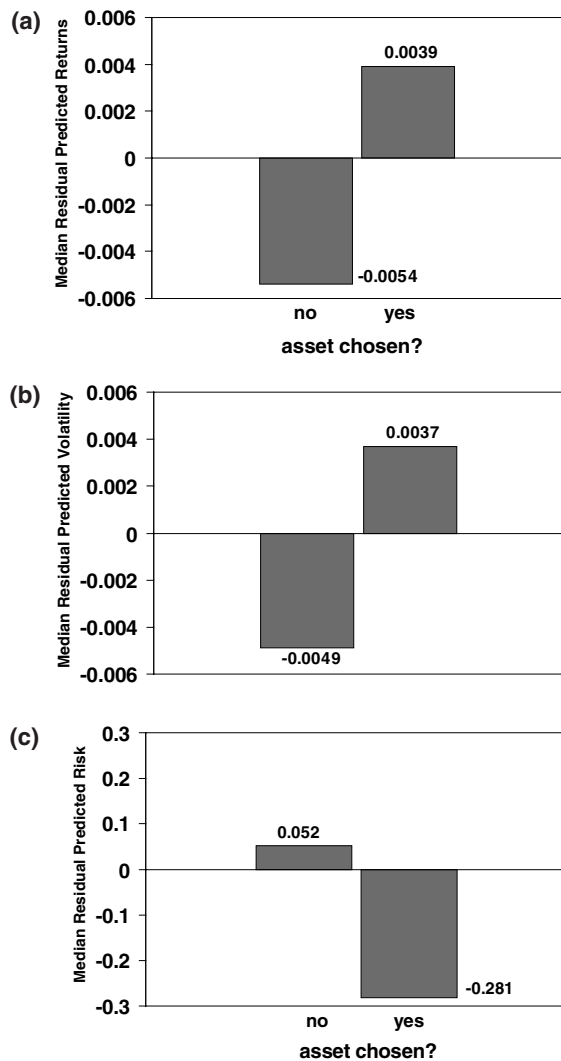 (a)
Median Residual Predicted Returns
0.006
0.004
0.002
0
-0.002
-0.004
-0.006
0.0039
-0.0054
no yes
asset chosen?
(b)
Median Residual Predicted Volatility
0.006
0.004
0.002
0
-0.002
-0.004
-0.006
0.0037
-0.0049
(c)
Median Residual Predicted Risk
0.3
0.2
0.1
0
-0.1
-0.2
-0.3
0.052
-0.281
no yes
asset chosen?